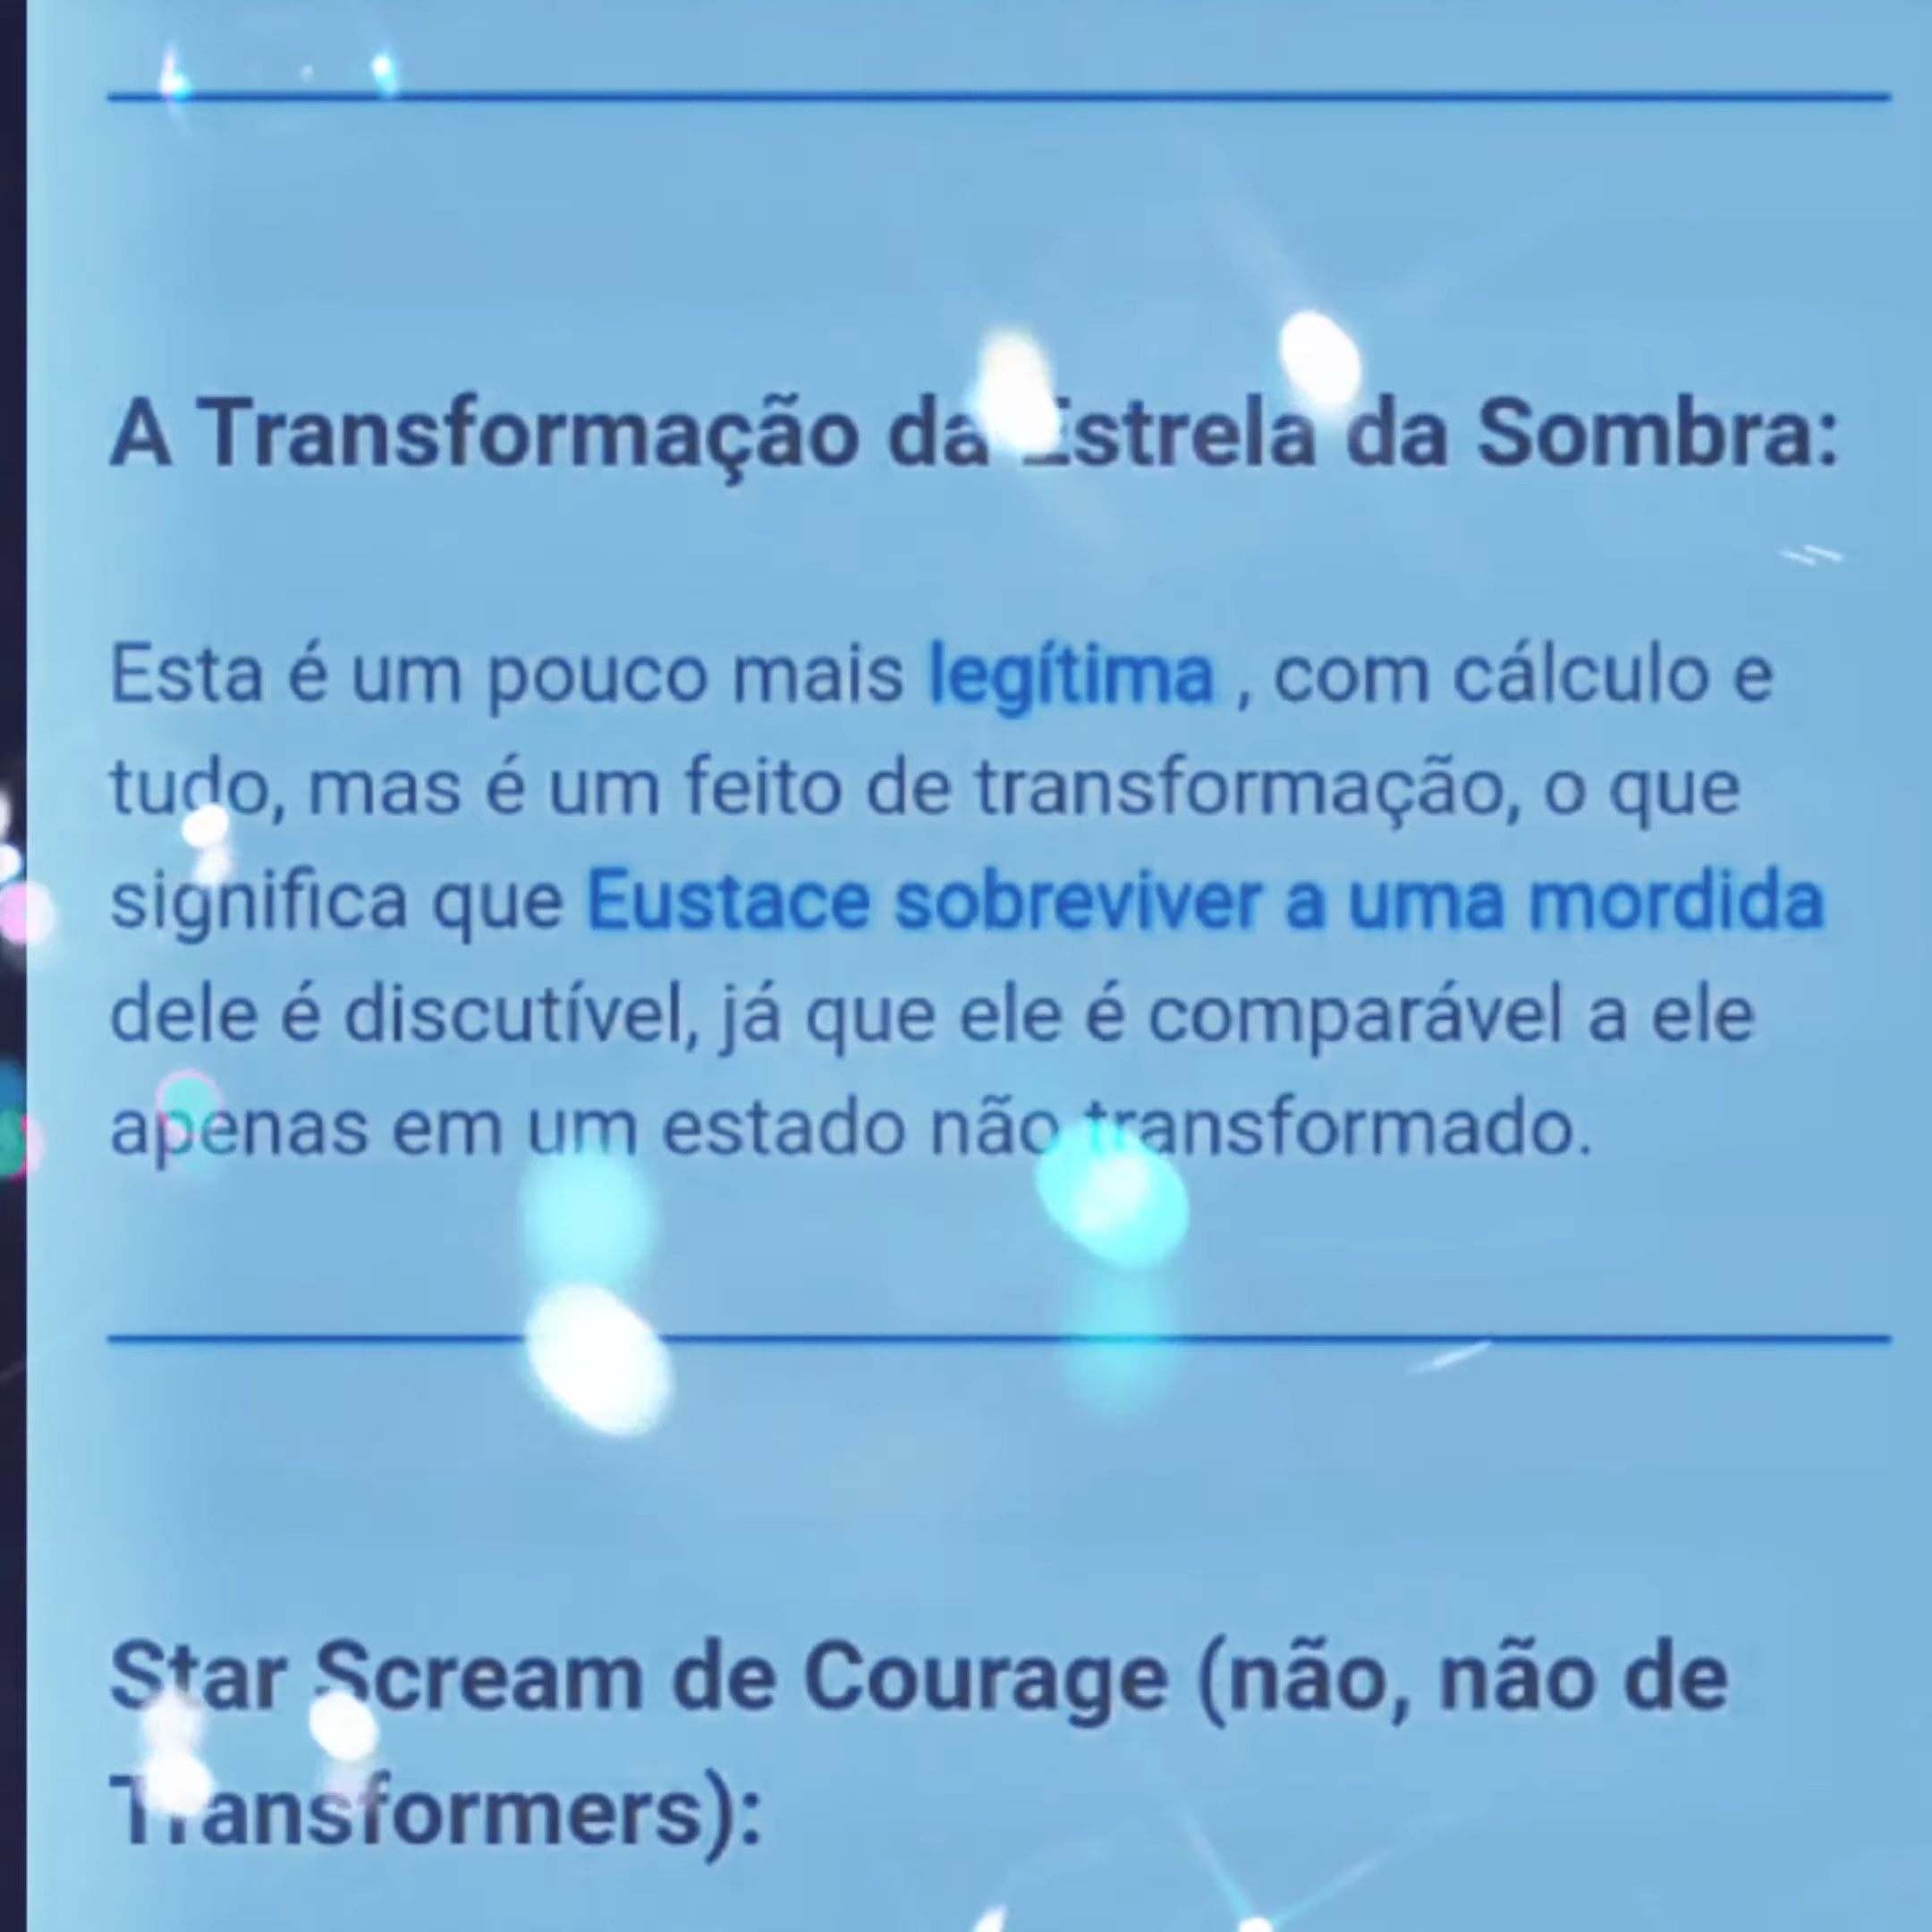 A Transformação da Estrela da Sombra:
Esta é um pouco mais legítima , com cálculo e
tudo, mas é um feito de transformação, o que
significa que Eustace sobreviver a uma mordida
dele é discutível, já que ele é comparável a ele
apenas em um estado não transformado.
Star Scream de Courage (não, não de
Transformers):